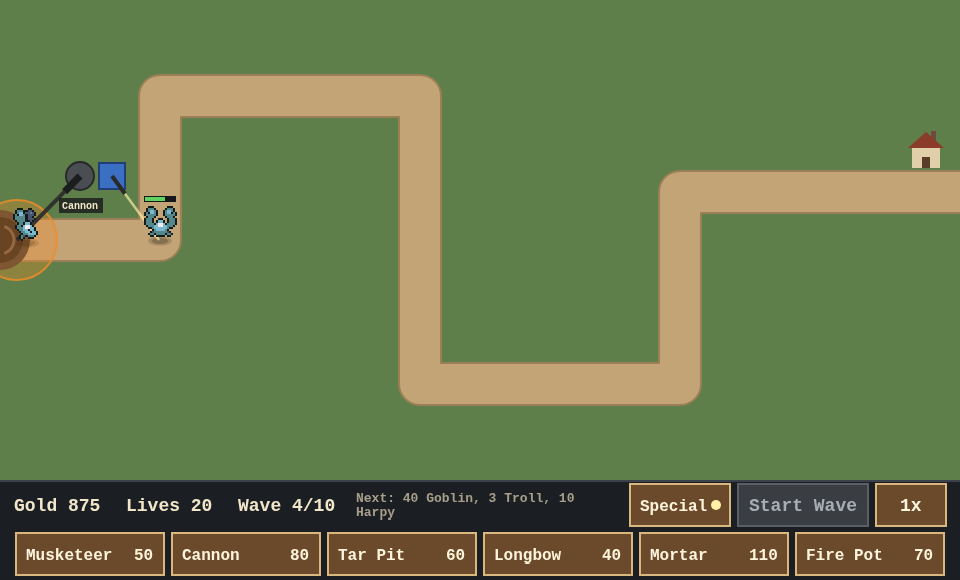 Cannon
Gold 875
Lives 20
Wave 4/10
Next: 40 Goblin, 3 Troll, 10
Harpy
Special
Start Wave
1x
Musketeer 50
Cannon 80
Tar Pit 60
Longbow 40
Mortar 110
Fire Pot 70